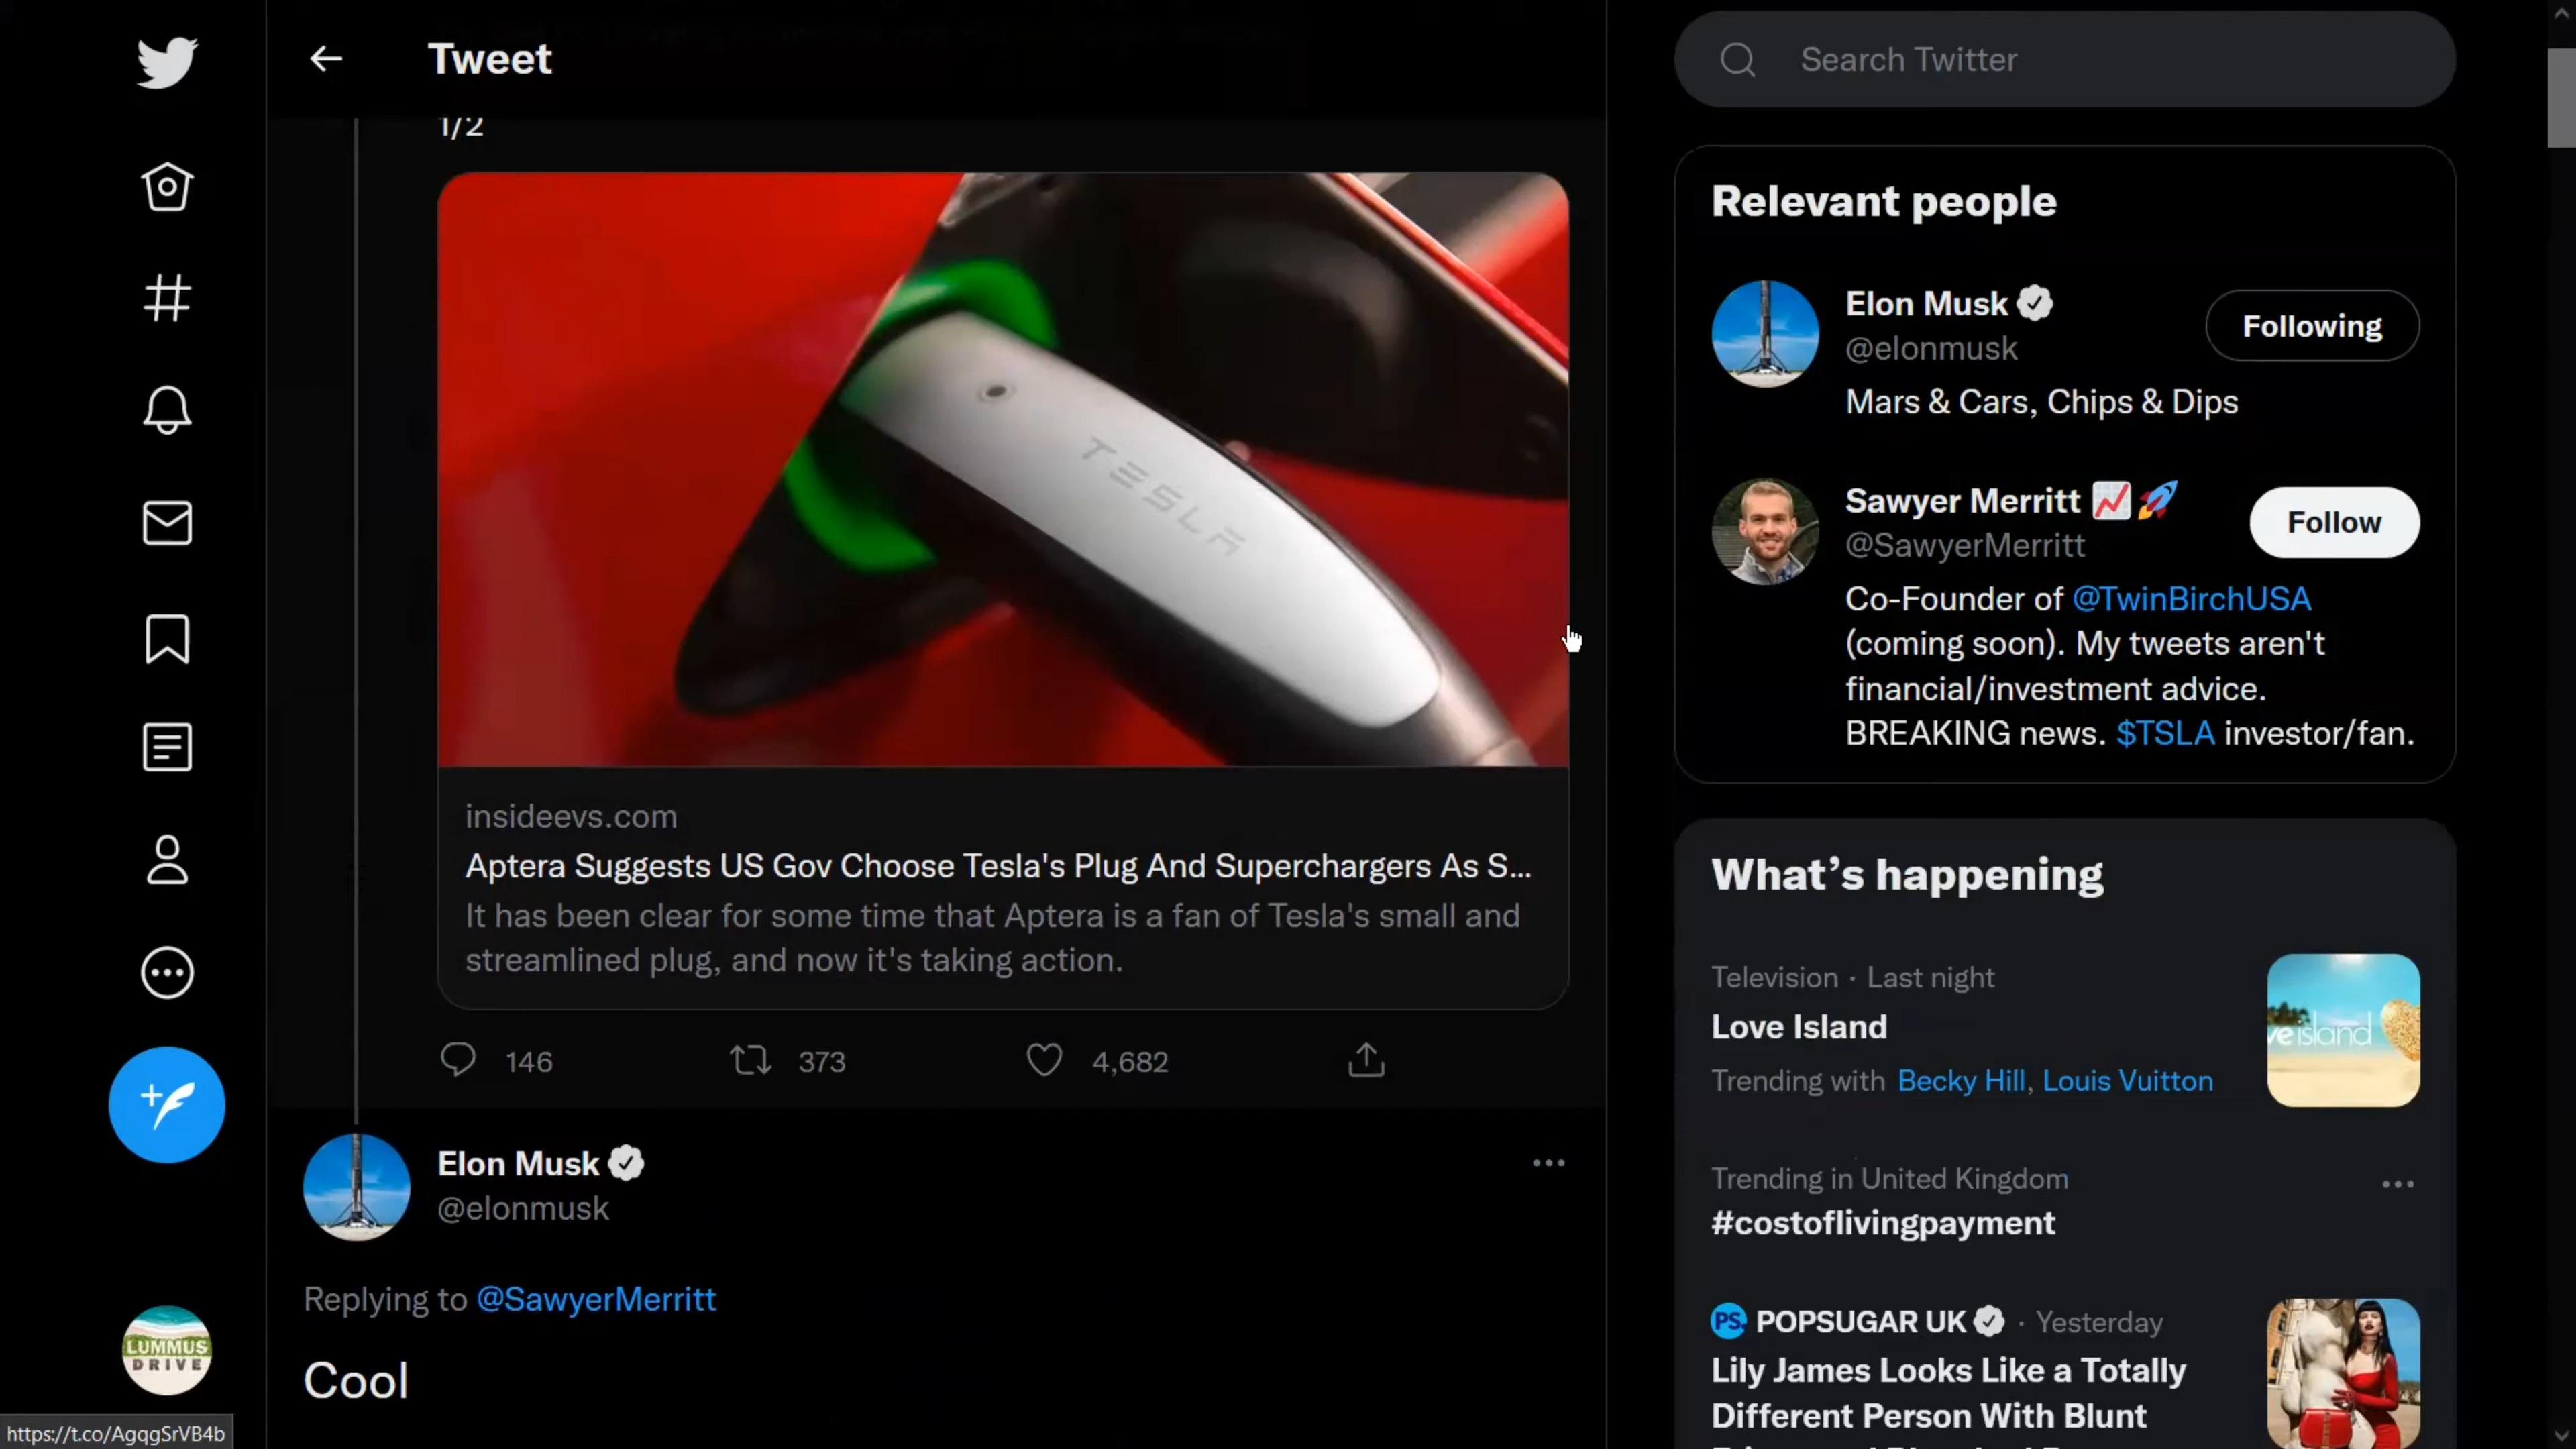 Tweet
1/2
TESLA
insideevs.com
Aptera Suggests US Gov Choose Tesla's Plug And Superchargers As S...
It has been clear for some time that Aptera is a fan of Tesla's small and
streamlined plug, and now it's taking action.
146 373 4,682
Elon Musk
@elonmusk
Replying to @SawyerMerritt
Cool
LUMMUS
DRIVE
https://t.co/AgqgSrVB4b
Search Twitter
Relevant people
Elon Musk
@elonmusk
Following
Mars & Cars, Chips & Dips
Sawyer Merritt
@SawyerMerritt
Follow
Co-Founder of @TwinBirchUSA
(coming soon). My tweets aren't
financial/investment advice.
BREAKING news. $TSLA investor/fan.
What's happening
Television · Last night
Love Island
Trending with Becky Hill, Louis Vuitton
ve island
Trending in United Kingdom
#costoflivingpayment
PS. POPSUGAR UK · Yesterday
Lily James Looks Like a Totally
Different Person With Blunt